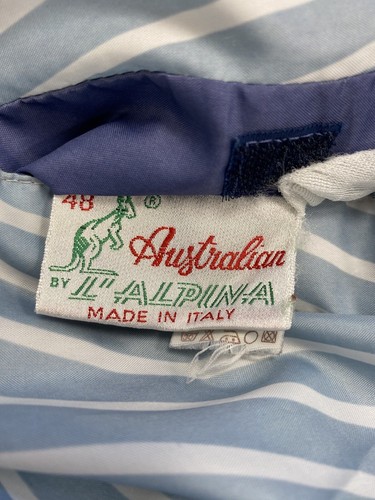 48 ®
Australian
BY L'ALPINA
MADE IN ITALY